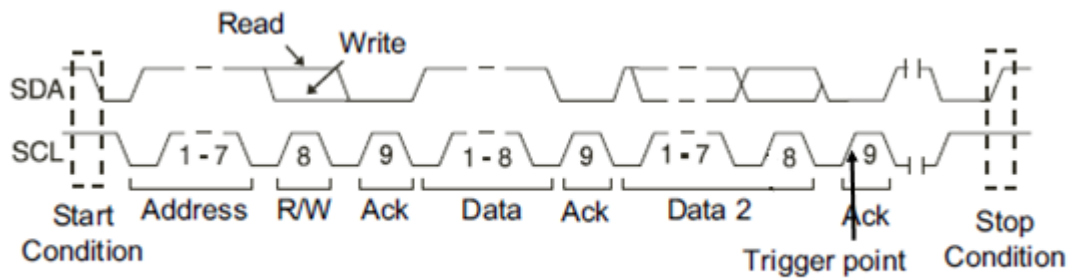 Read
Write
SDA
SCL
1 - 7
8
9
1 - 8
9
1 - 7
8
9
Start
Condition
Address
R/W
Ack
Data
Ack
Data 2
Ack
Trigger point
Stop
Condition